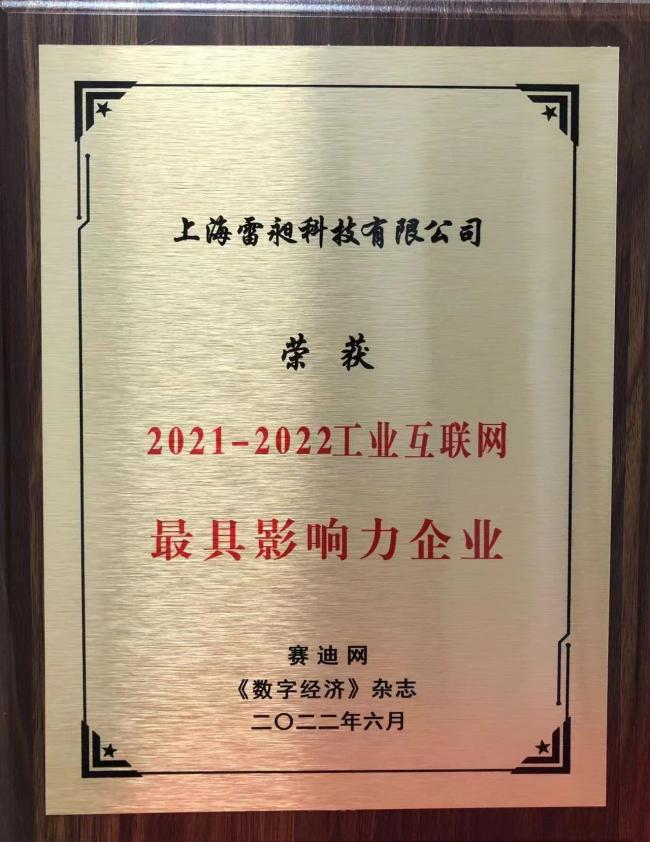 上海雷昶科技有限公司
荣获
2021-2022工业互联网
最具影响力企业
赛迪网
《数字经济》杂志
二〇二二年六月